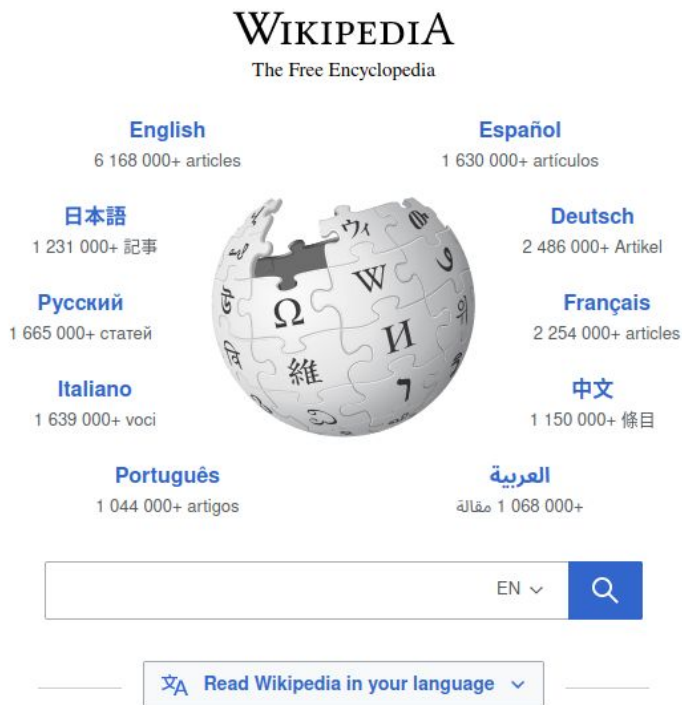 WIKIPEDIA
The Free Encyclopedia
English
6 168 000+ articles
Español
1 630 000+ artículos
日本語
1 231 000+ 記事
Deutsch
2 486 000+ Artikel
Русский
1 665 000+ статей
Français
2 254 000+ articles
Italiano
1 639 000+ voci
中文
1 150 000+ 條目
Português
1 044 000+ artigos
العربية
1 068 000+ مقالة
ウィ
W
Ω
И
維
EN
Read Wikipedia in your language